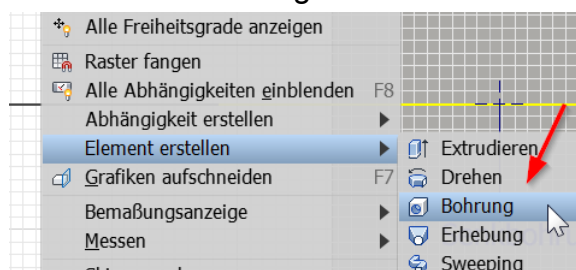 Alle Freiheitsgrade anzeigen
Raster fangen
Alle Abhängigkeiten einblenden F8
Abhängigkeit erstellen
Element erstellen
Extrudieren
Grafiken aufschneiden F7
Drehen
Bemaßungsanzeige
Bohrung
Messen
Erhebung
Sweeping